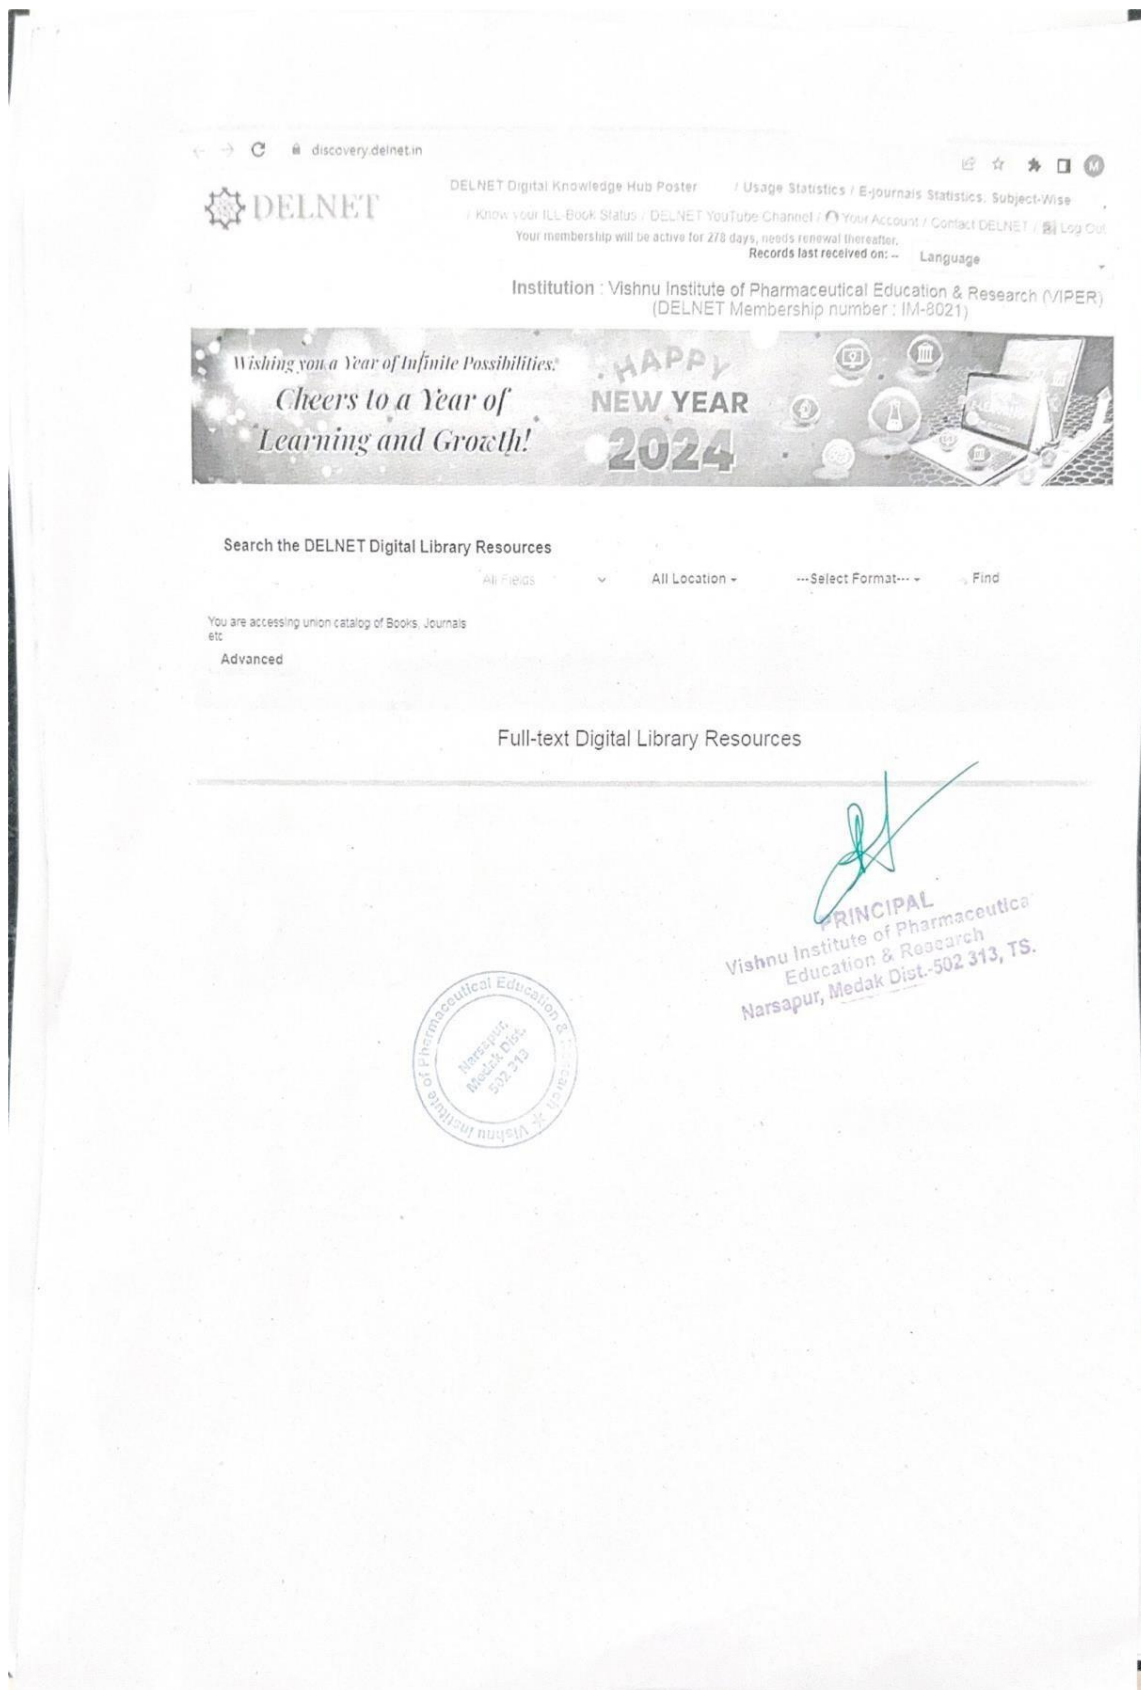 discovery.delnet.in
M
DELNET
DELNET Digital Knowledge Hub Poster / Usage Statistics / E-journals Statistics: Subject-Wise
/ Know your ILL-Book Status / DELNET YouTube Channel / Your Account / Contact DELNET / Log Out
Your membership will be active for 278 days, needs renewal thereafter.
Records last received on: -- Language
Institution : Vishnu Institute of Pharmaceutical Education & Research (VIPER)
(DELNET Membership number : IM-8021)
Wishing you a Year of Infinite Possibilities!
Cheers to a Year of
Learning and Growth!
HAPPY
NEW YEAR
2024
Search the DELNET Digital Library Resources
All Fields All Location ---Select Format--- Find
You are accessing union catalog of Books, Journals
etc
Advanced
Full-text Digital Library Resources
PRINCIPAL
Vishnu Institute of Pharmaceutica
Education & Research
Narsapur, Medak Dist.-502 313, TS.
Vishnu Institute of Pharmaceutical Education & Research
Narsapur,
Medak Dist.
502 313